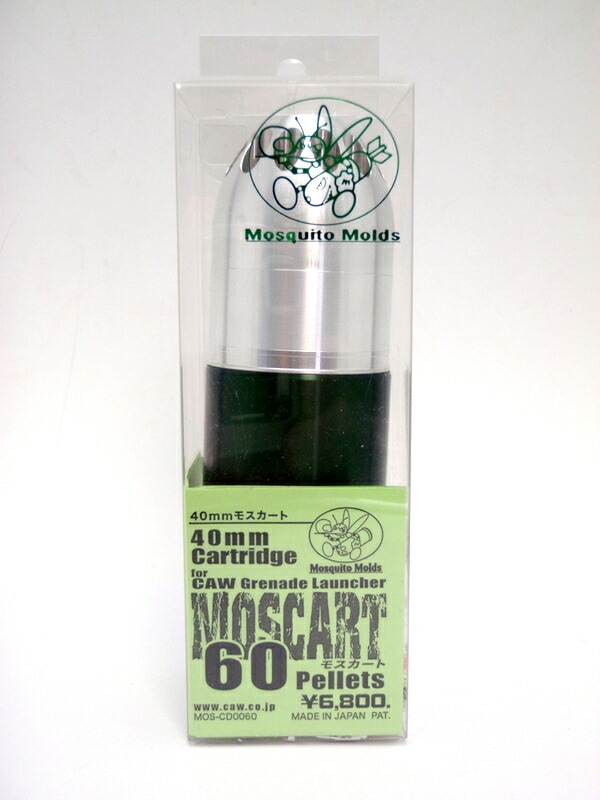 Mosquito Molds
40mmモスカート
40mm
Cartridge
Mosquito Molds
for
CAW Grenade Launcher
MOSCART
モスカート
60 Pellets
¥6,800.
www.caw.co.jp
MOS-CD0060 MADE IN JAPAN PAT.